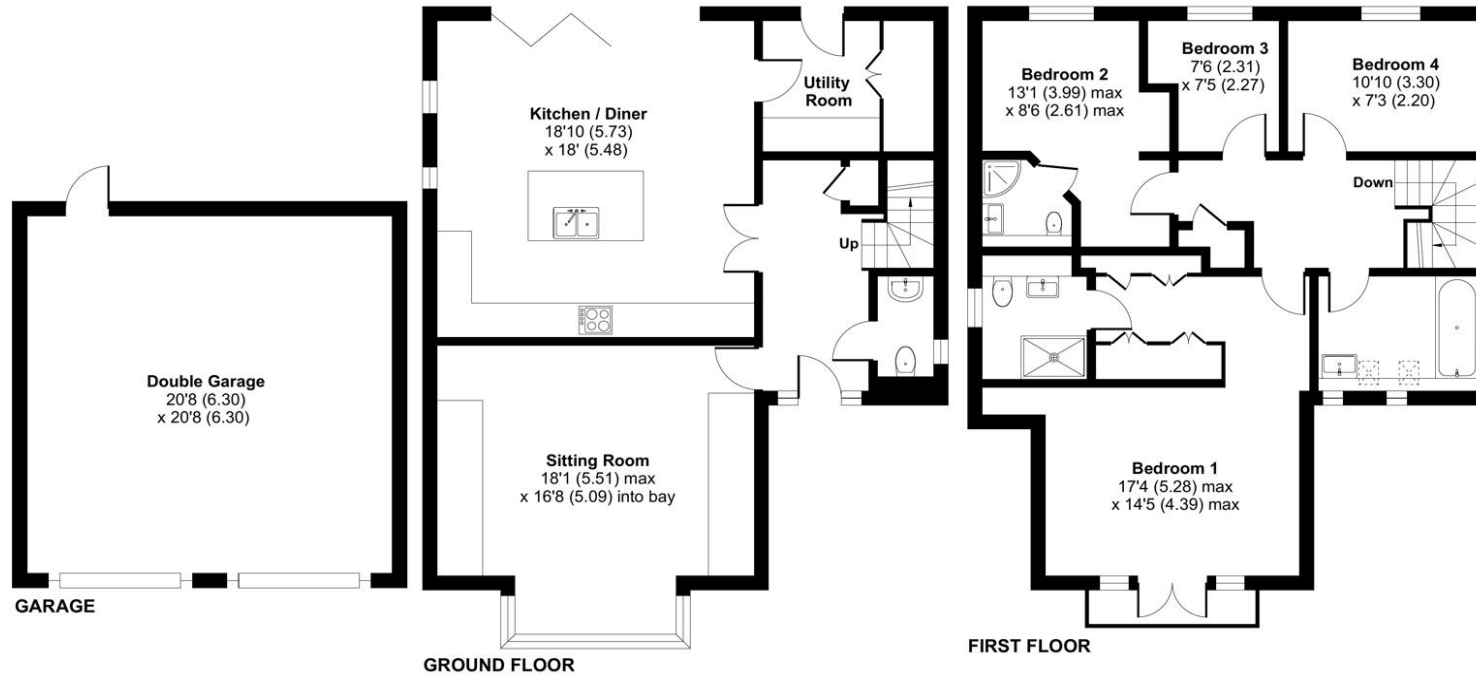 Double Garage
20'8 (6.30)
x 20'8 (6.30)
GARAGE
Kitchen / Diner
18'10 (5.73)
x 18' (5.48)
Utility
Room
Up
Sitting Room
18'1 (5.51) max
x 16'8 (5.09) into bay
GROUND FLOOR
Bedroom 2
13'1 (3.99) max
x 8'6 (2.61) max
Bedroom 3
7'6 (2.31)
x 7'5 (2.27)
Bedroom 4
10'10 (3.30)
x 7'3 (2.20)
Down
Bedroom 1
17'4 (5.28) max
x 14'5 (4.39) max
FIRST FLOOR